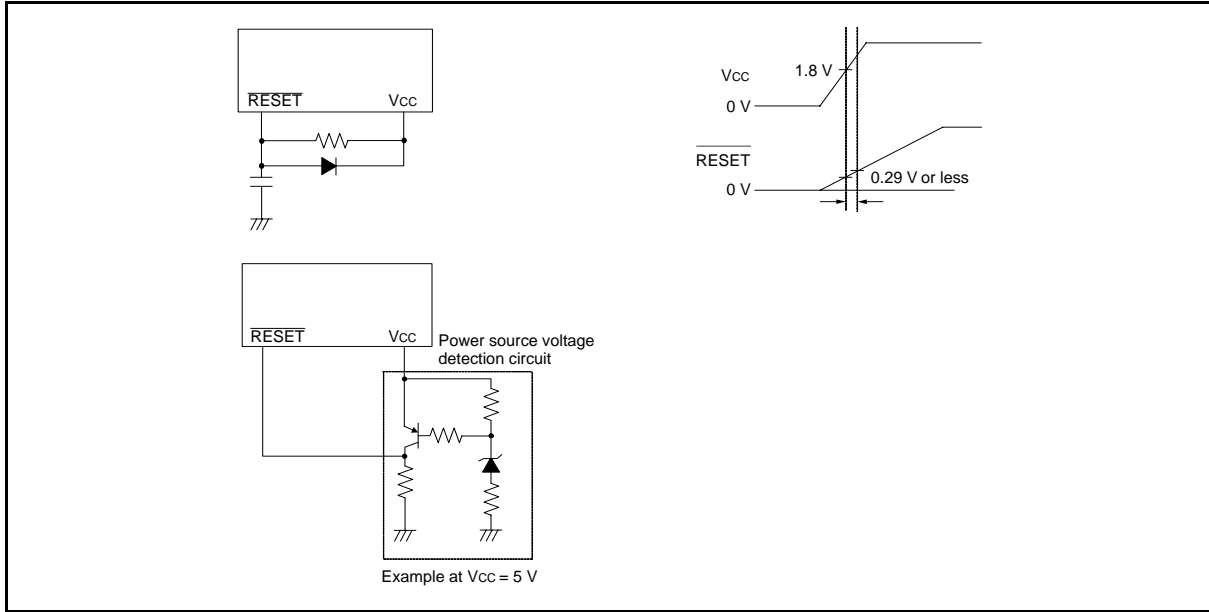 RESET Vcc
Vcc 1.8 V
0 V
RESET
0 V 0.29 V or less
RESET Vcc
Power source voltage
detection circuit
Example at Vcc = 5 V